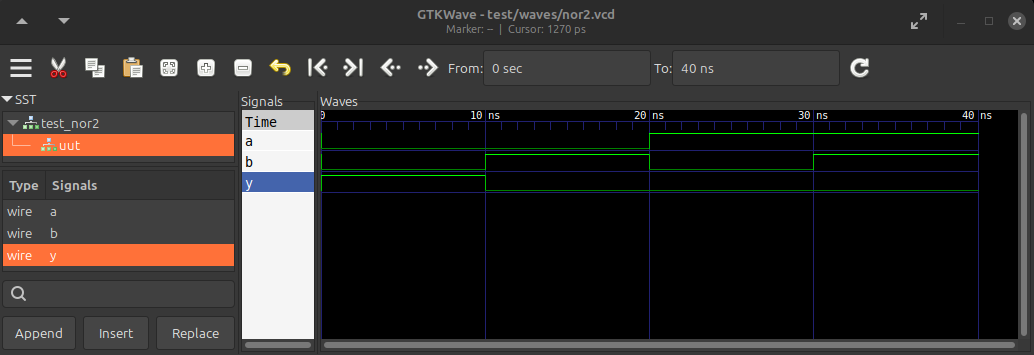 GTKWave - test/waves/nor2.vcd
Marker: -- | Cursor: 1270 ps
From: 0 sec To: 40 ns
SST
test_nor2
uut
Type Signals
wire a
wire b
wire y
Append Insert Replace
Signals
Time
a
b
y
Waves
0 10 ns 20 ns 30 ns 40 ns